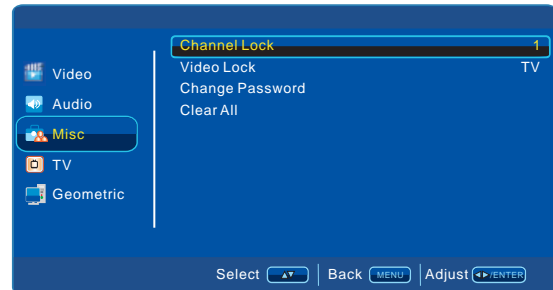 Video
Audio
Misc
TV
Geometric
Channel Lock 1
Video Lock TV
Change Password
Clear All
Select ▲▼ Back MENU Adjust ◄►/ENTER